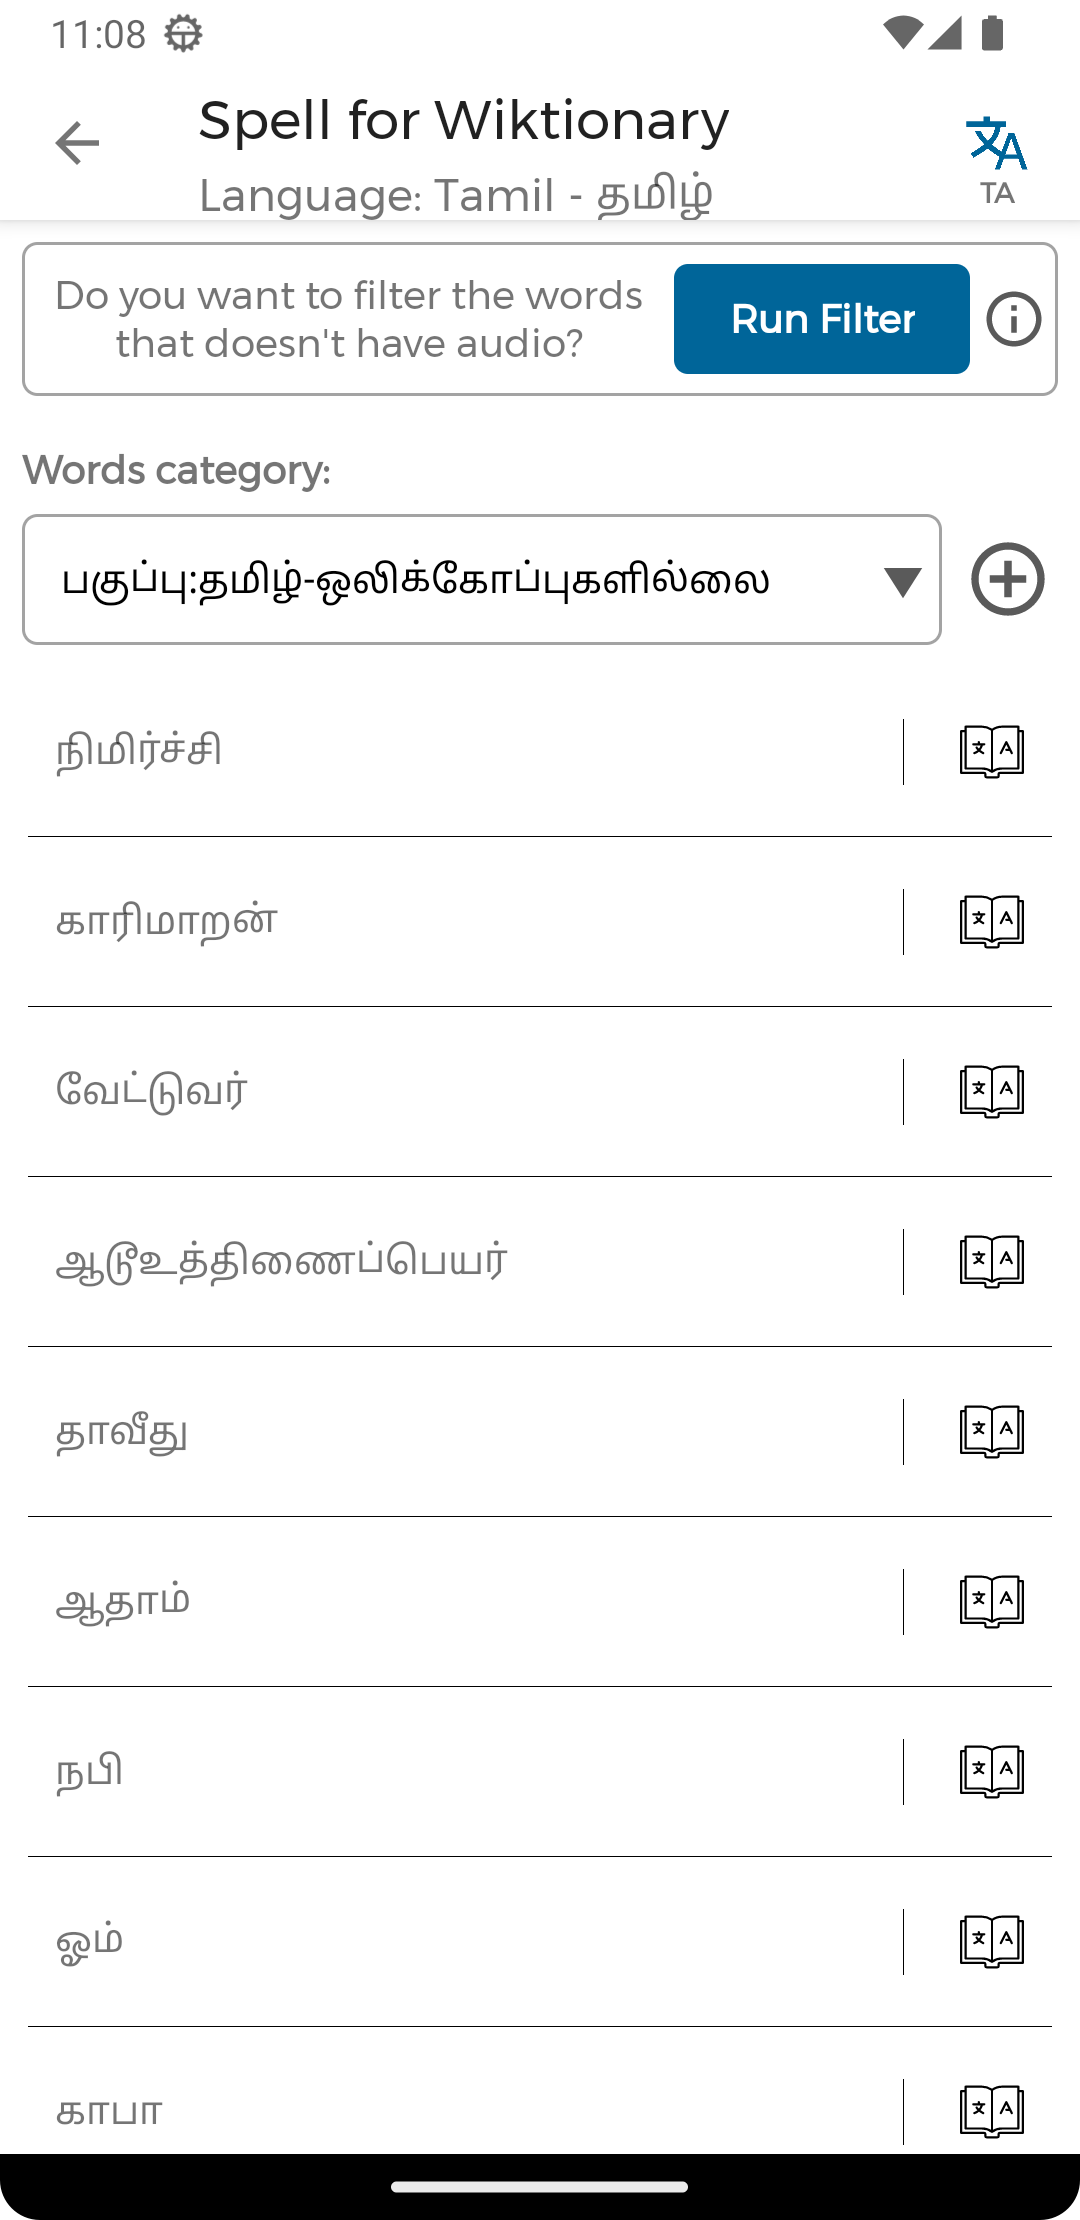 11:08
Spell for Wiktionary
Language: Tamil - தமிழ்
TA
Do you want to filter the words
that doesn't have audio?
Run Filter
Words category:
பகுப்பு:தமிழ்-ஒலிக்கோப்புகளில்லை
நிமிர்ச்சி
காரிமாறன்
வேட்டுவர்
ஆடூஉத்திணைப்பெயர்
தாவீது
ஆதாம்
நபி
ஓம்
காபா